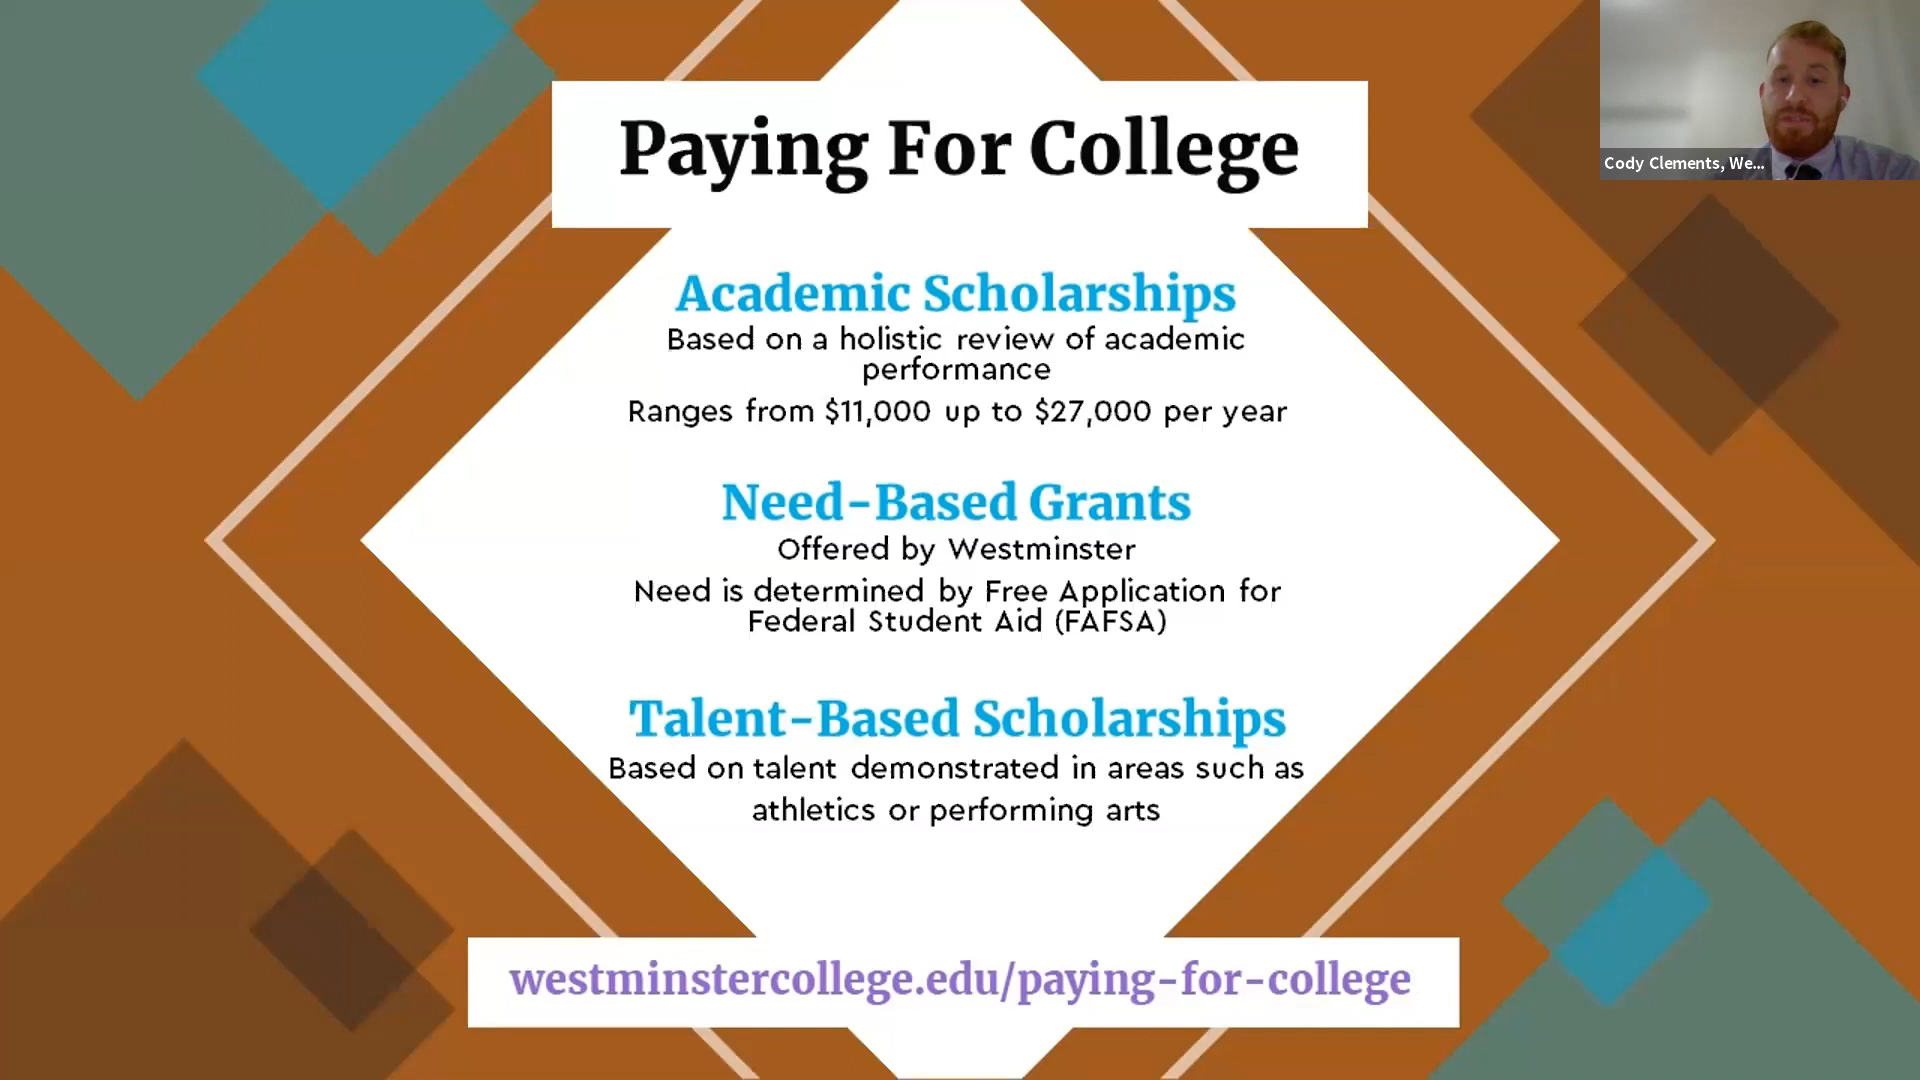 Paying For College
Cody Clements, We...
Academic Scholarships
Based on a holistic review of academic
performance
Ranges from $11,000 up to $27,000 per year
Need-Based Grants
Offered by Westminster
Need is determined by Free Application for
Federal Student Aid (FAFSA)
Talent-Based Scholarships
Based on talent demonstrated in areas such as
athletics or performing arts
westminstercollege.edu/paying-for-college